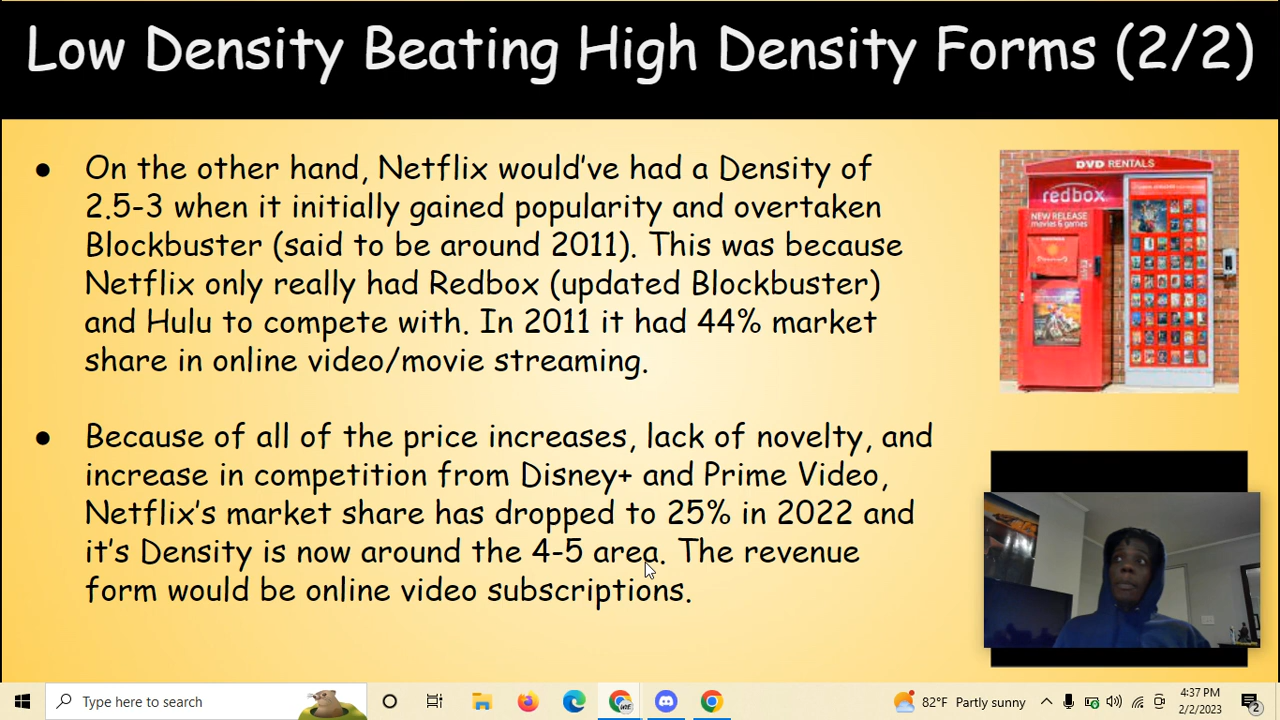 Low Density Beating High Density Forms (2/2)
● On the other hand, Netflix would've had a Density of
2.5-3 when it initially gained popularity and overtaken
Blockbuster (said to be around 2011). This was because
Netflix only really had Redbox (updated Blockbuster)
and Hulu to compete with. In 2011 it had 44% market
share in online video/movie streaming.
● Because of all of the price increases, lack of novelty, and
increase in competition from Disney+ and Prime Video,
Netflix's market share has dropped to 25% in 2022 and
it's Density is now around the 4-5 area. The revenue
form would be online video subscriptions.
DVD RENTALS
redbox
NEW RELEASE
movies & games
Type here to search
82°F Partly sunny
4:37 PM
2/2/2023
2